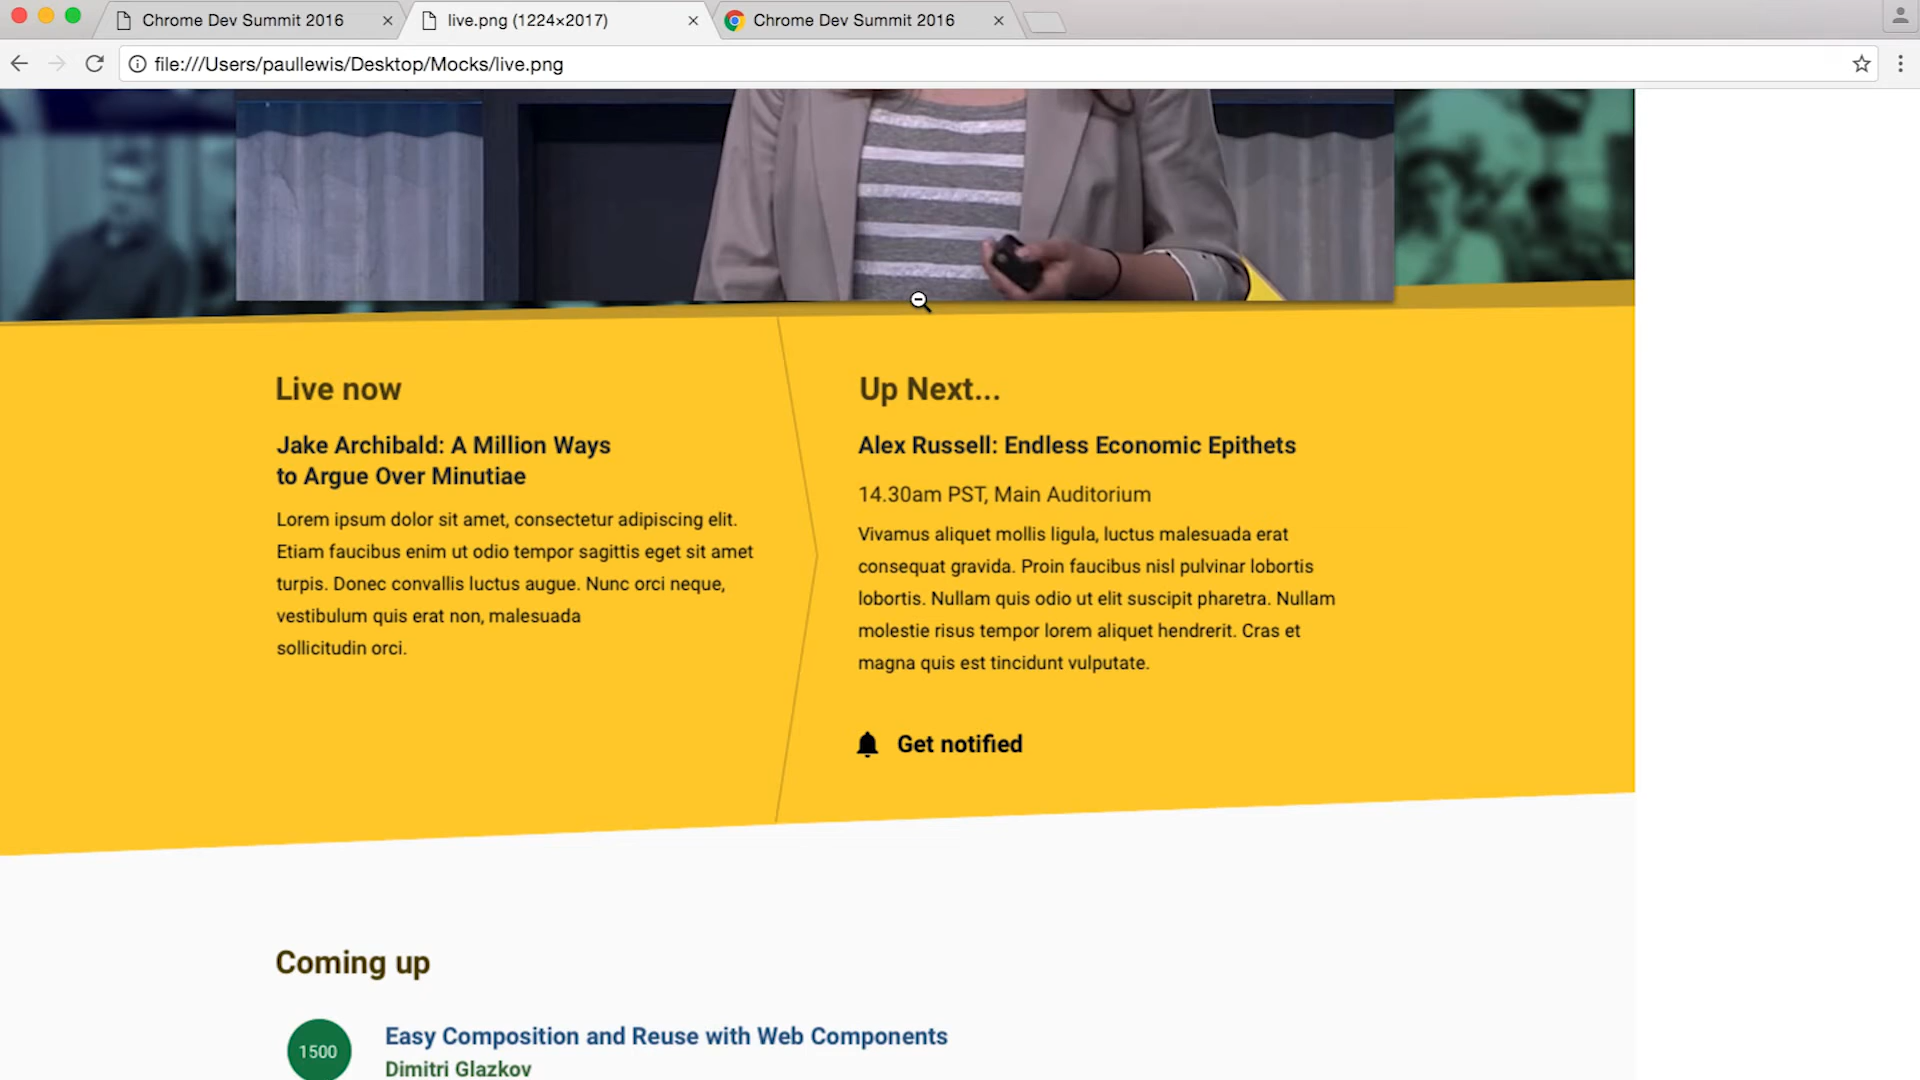 Chrome Dev Summit 2016
live.png (1224×2017)
Chrome Dev Summit 2016
file:///Users/paullewis/Desktop/Mocks/live.png
Live now
Jake Archibald: A Million Ways
to Argue Over Minutiae
Lorem ipsum dolor sit amet, consectetur adipiscing elit.
Etiam faucibus enim ut odio tempor sagittis eget sit amet
turpis. Donec convallis luctus augue. Nunc orci neque,
vestibulum quis erat non, malesuada
sollicitudin orci.
Up Next...
Alex Russell: Endless Economic Epithets
14.30am PST, Main Auditorium
Vivamus aliquet mollis ligula, luctus malesuada erat
consequat gravida. Proin faucibus nisl pulvinar lobortis
lobortis. Nullam quis odio ut elit suscipit pharetra. Nullam
molestie risus tempor lorem aliquet hendrerit. Cras et
magna quis est tincidunt vulputate.
Get notified
Coming up
1500
Easy Composition and Reuse with Web Components
Dimitri Glazkov